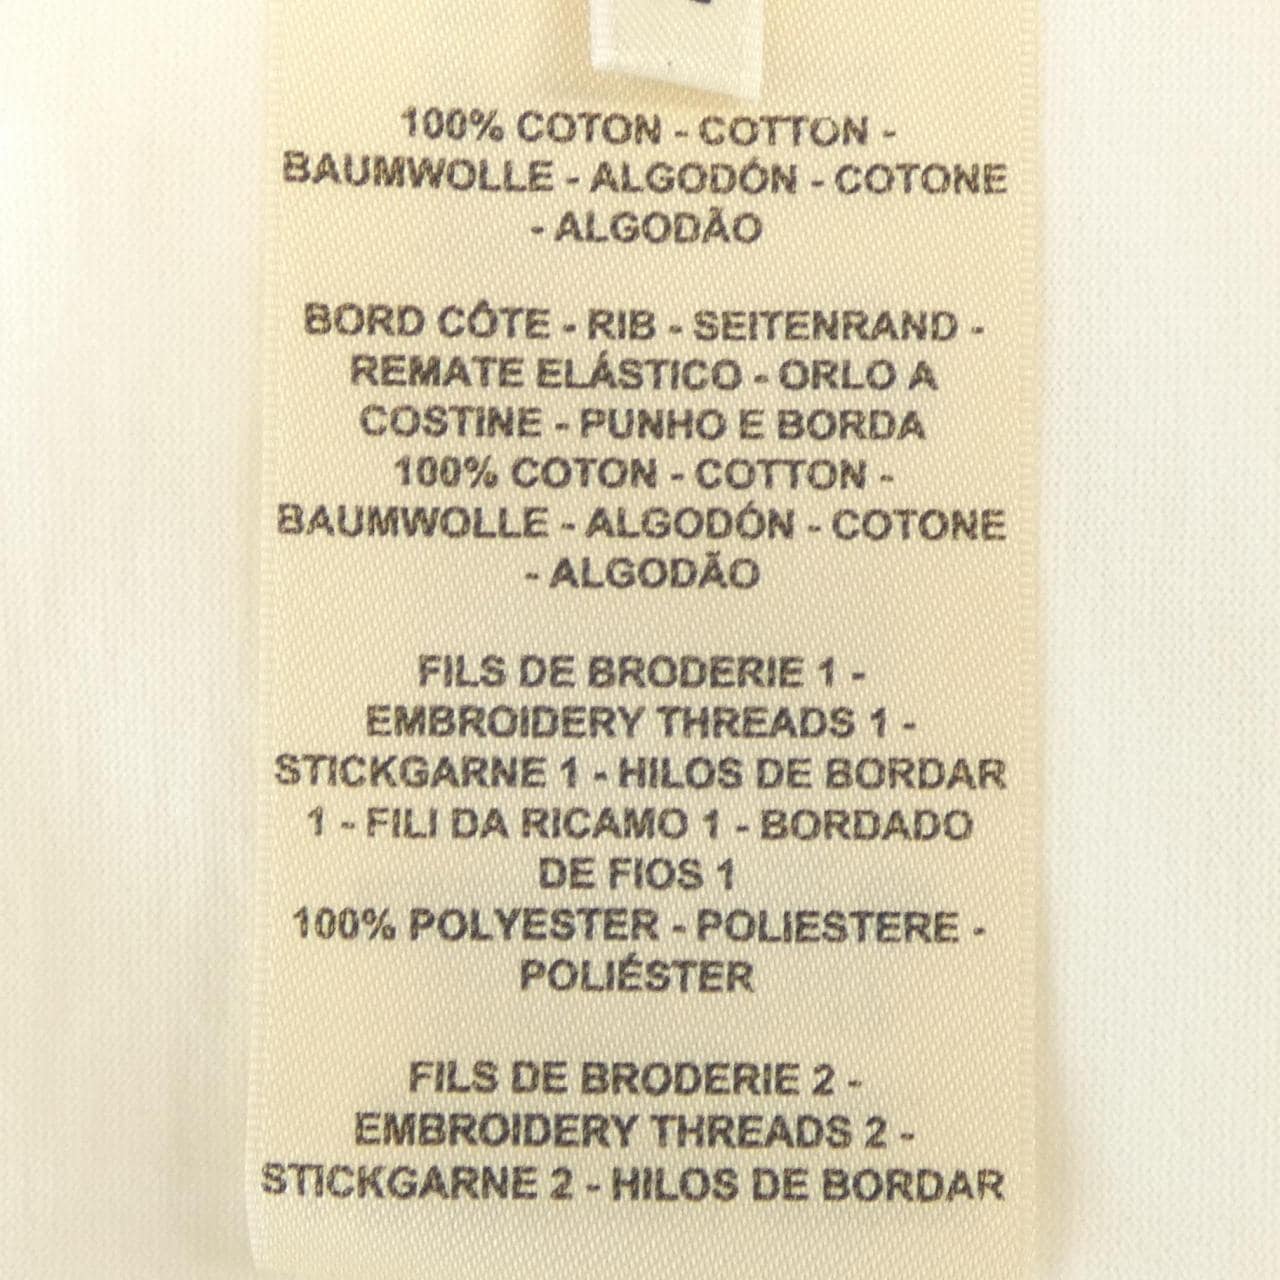 100% COTON - COTTON -
BAUMWOLLE - ALGODÓN - COTONE
- ALGODÃO
BORD CÔTE - RIB - SEITENRAND -
REMATE ELÁSTICO - ORLO A
COSTINE - PUNHO E BORDA
100% COTON - COTTON -
BAUMWOLLE - ALGODÓN - COTONE
- ALGODÃO
FILS DE BRODERIE 1 -
EMBROIDERY THREADS 1 -
STICKGARNE 1 - HILOS DE BORDAR
1 - FILI DA RICAMO 1 - BORDADO
DE FIOS 1
100% POLYESTER - POLIESTERE -
POLIÉSTER
FILS DE BRODERIE 2 -
EMBROIDERY THREADS 2 -
STICKGARNE 2 - HILOS DE BORDAR